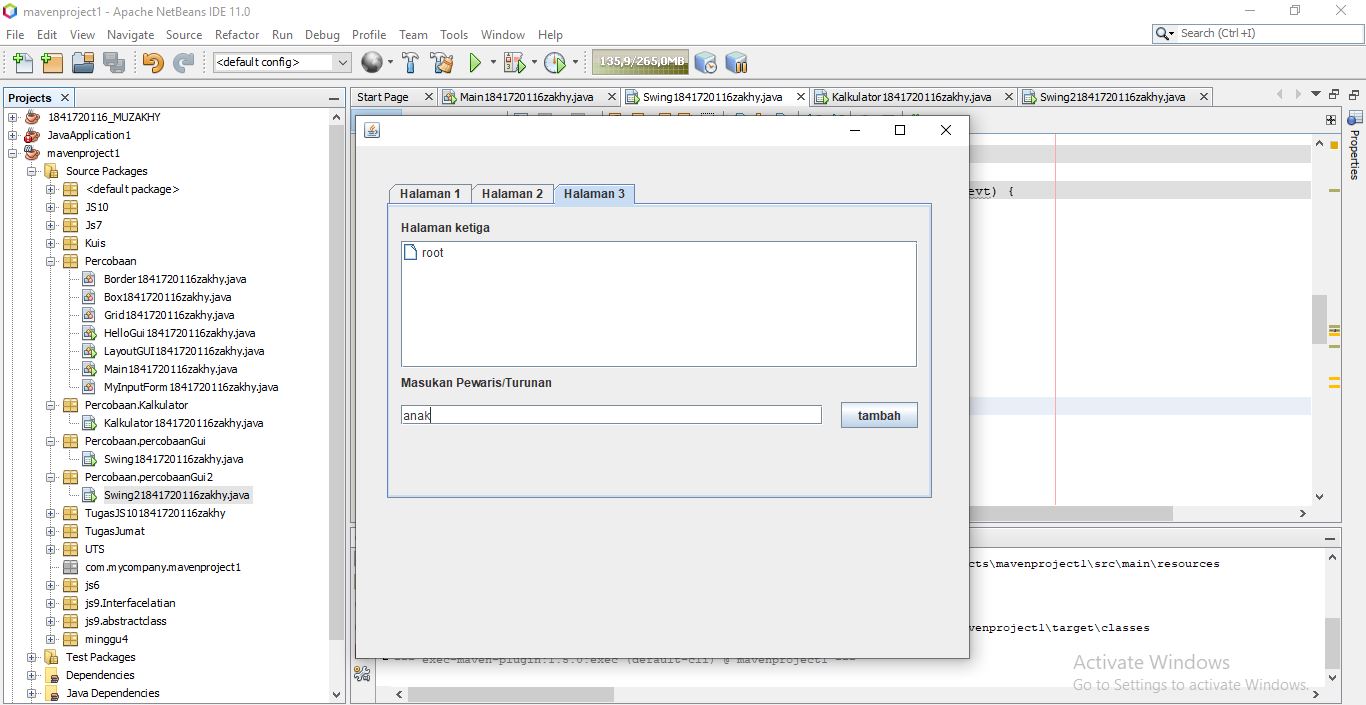 mavenproject1 - Apache NetBeans IDE 11.0
File Edit View Navigate Source Refactor Run Debug Profile Team Tools Window Help
Search (Ctrl+I)
<default config>
135,9/265,0MB
Projects
Start Page
Main1841720116zakhy.java
Swing1841720116zakhy.java
Kalkulator1841720116zakhy.java
Swing21841720116zakhy.java
1841720116_MUZAKHY
JavaApplication1
mavenproject1
Source Packages
<default package>
JS10
Js7
Kuis
Percobaan
Border1841720116zakhy.java
Box1841720116zakhy.java
Grid1841720116zakhy.java
HelloGui1841720116zakhy.java
LayoutGUI1841720116zakhy.java
Main1841720116zakhy.java
MyInputForm1841720116zakhy.java
Percobaan.Kalkulator
Kalkulator1841720116zakhy.java
Percobaan.percobaanGui
Swing1841720116zakhy.java
Percobaan.percobaanGui2
Swing21841720116zakhy.java
TugasJS101841720116zakhy
TugasJumat
UTS
com.mycompany.mavenproject1
js6
js9.Interfacelatian
js9.abstractclass
minggu4
Test Packages
Dependencies
Java Dependencies
Halaman 1 Halaman 2 Halaman 3
Halaman ketiga
root
Masukan Pewaris/Turunan
anak
tambah
evt) {
Properties
cts\mavenproject1\src\main\resources
venproject1\target\classes
exec-maven-plugin:1.5.0:exec (default-cli) @ mavenproject1 ---
Activate Windows
Go to Settings to activate Windows.